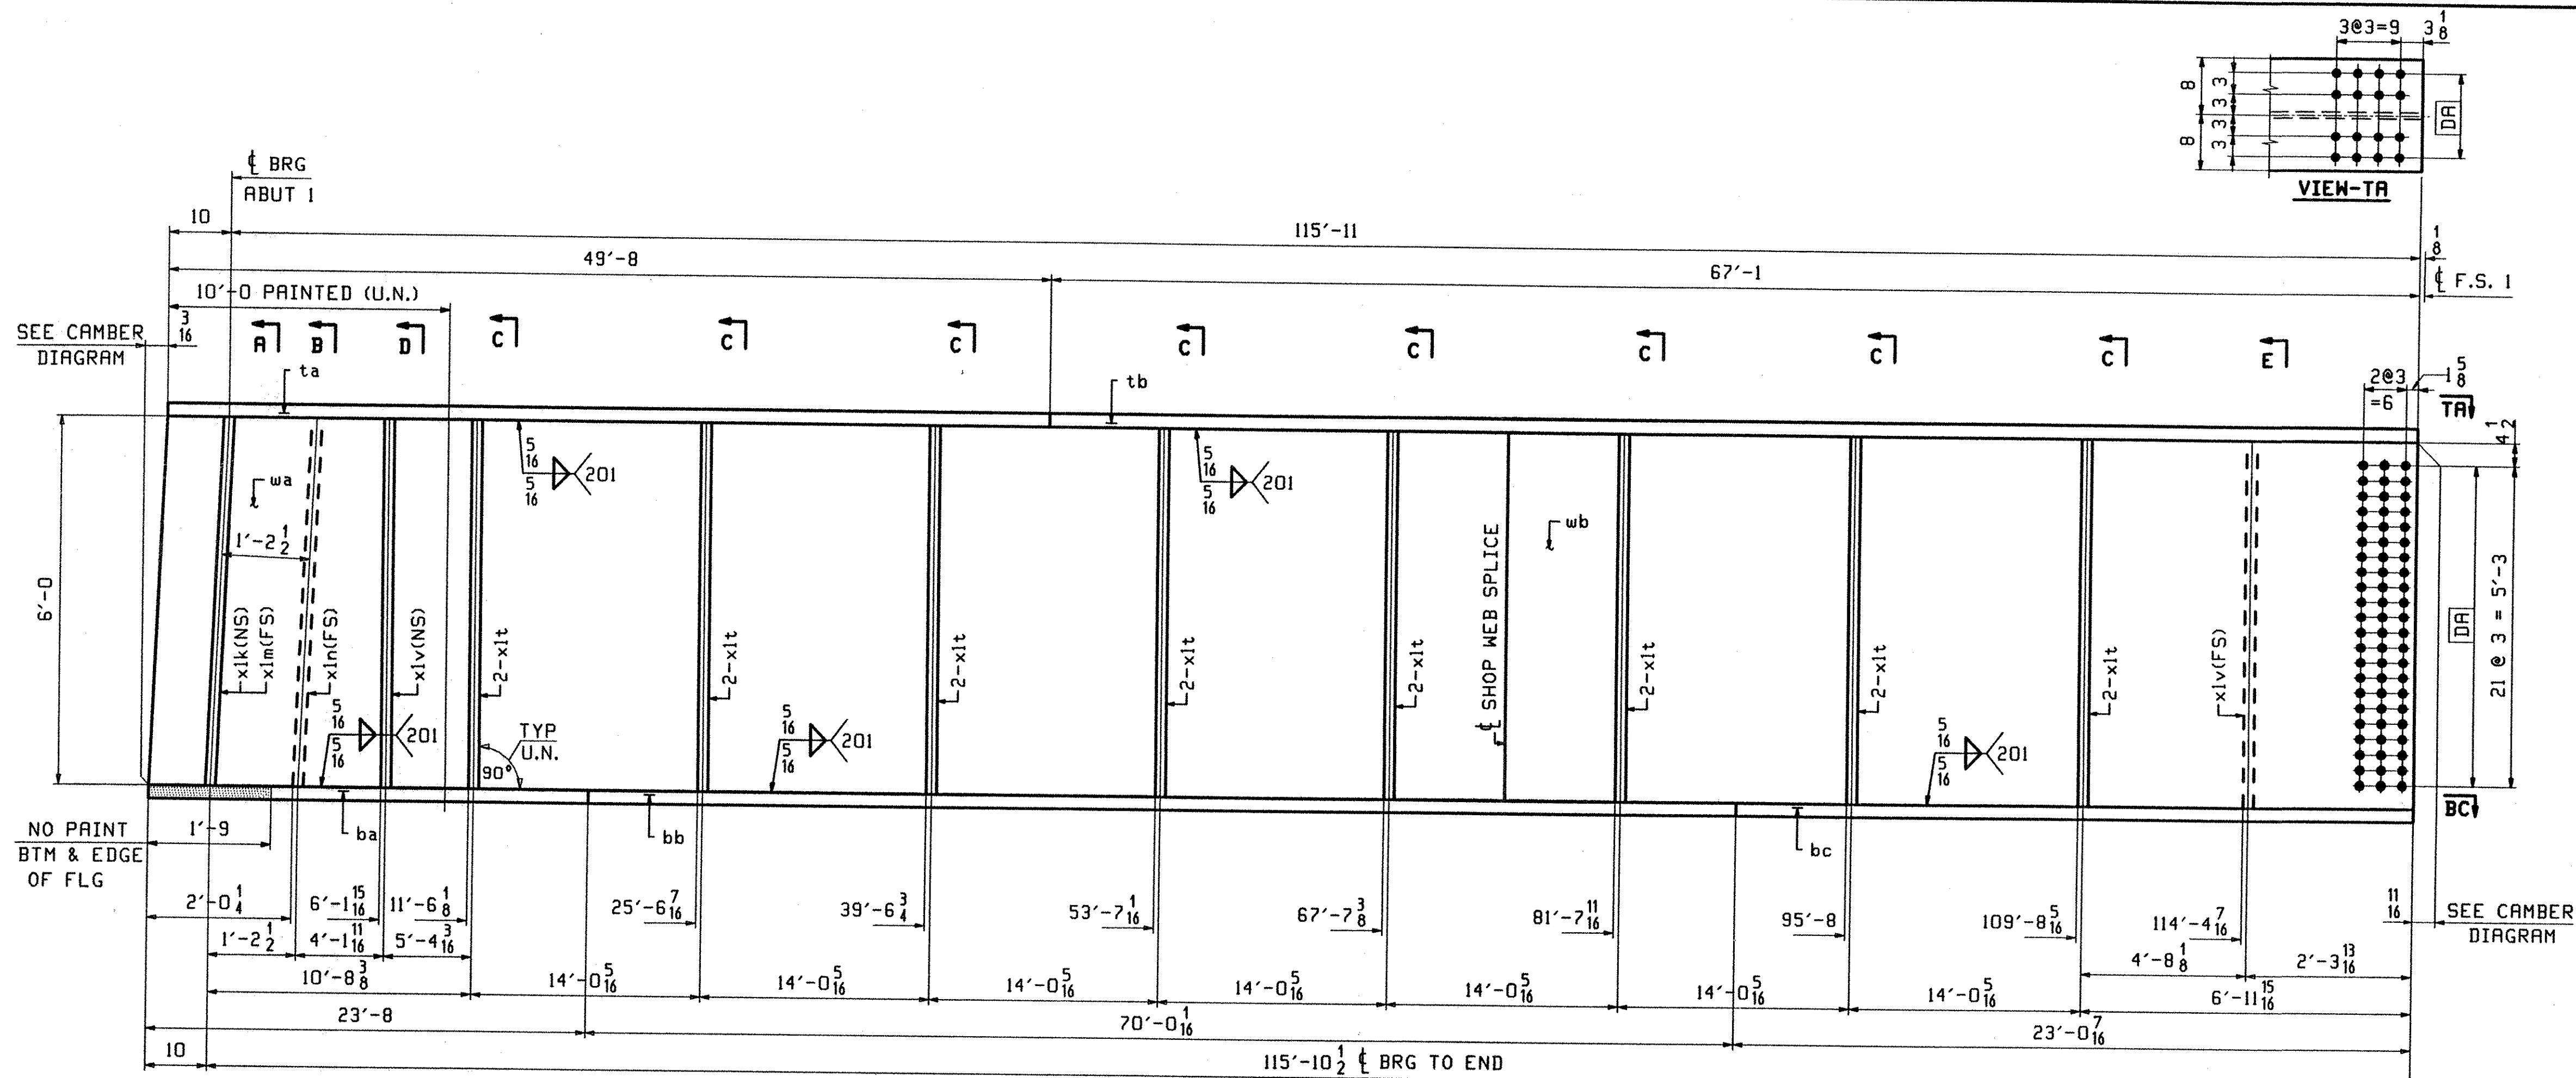 3@3=9 3 1/8
8 3 3
8 3 3
DA
VIEW-TA
℄ BRG
ABUT 1
10
115'-11
1/8
49'-8
67'-1
℄ F.S. 1
10'-0 PAINTED (U.N.)
SEE CAMBER
DIAGRAM
3/16
A B D C C C C C C C C E
ta
tb
2@3
=6
1 5/8
TA
4 1/2
wa
5/16
5/16
201
5/16
5/16
201
1'-2 1/2
wb
6'-0
℄ SHOP WEB SPLICE
DA
21 @ 3 = 5'-3
x1k(NS)
x1m(FS)
x1n(FS)
x1v(NS)
2-x1t
2-x1t
2-x1t
2-x1t
2-x1t
2-x1t
2-x1t
2-x1t
x1v(FS)
5/16
5/16
201
TYP
U.N.
90°
5/16
5/16
201
5/16
5/16
201
BC
NO PAINT
BTM & EDGE
OF FLG
1'-9
ba
bb
bc
2'-0 1/4
6'-1 15/16
11'-6 1/8
25'-6 7/16
39'-6 3/4
53'-7 1/16
67'-7 3/8
81'-7 11/16
95'-8
109'-8 5/16
114'-4 7/16
11/16
SEE CAMBER
DIAGRAM
1'-2 1/2
4'-1 11/16
5'-4 3/16
4'-8 1/8
2'-3 13/16
10'-8 3/8
14'-0 5/16
14'-0 5/16
14'-0 5/16
14'-0 5/16
14'-0 5/16
14'-0 5/16
14'-0 5/16
6'-11 15/16
23'-8
70'-0 1/16
23'-0 7/16
10
115'-10 1/2 ℄ BRG TO END